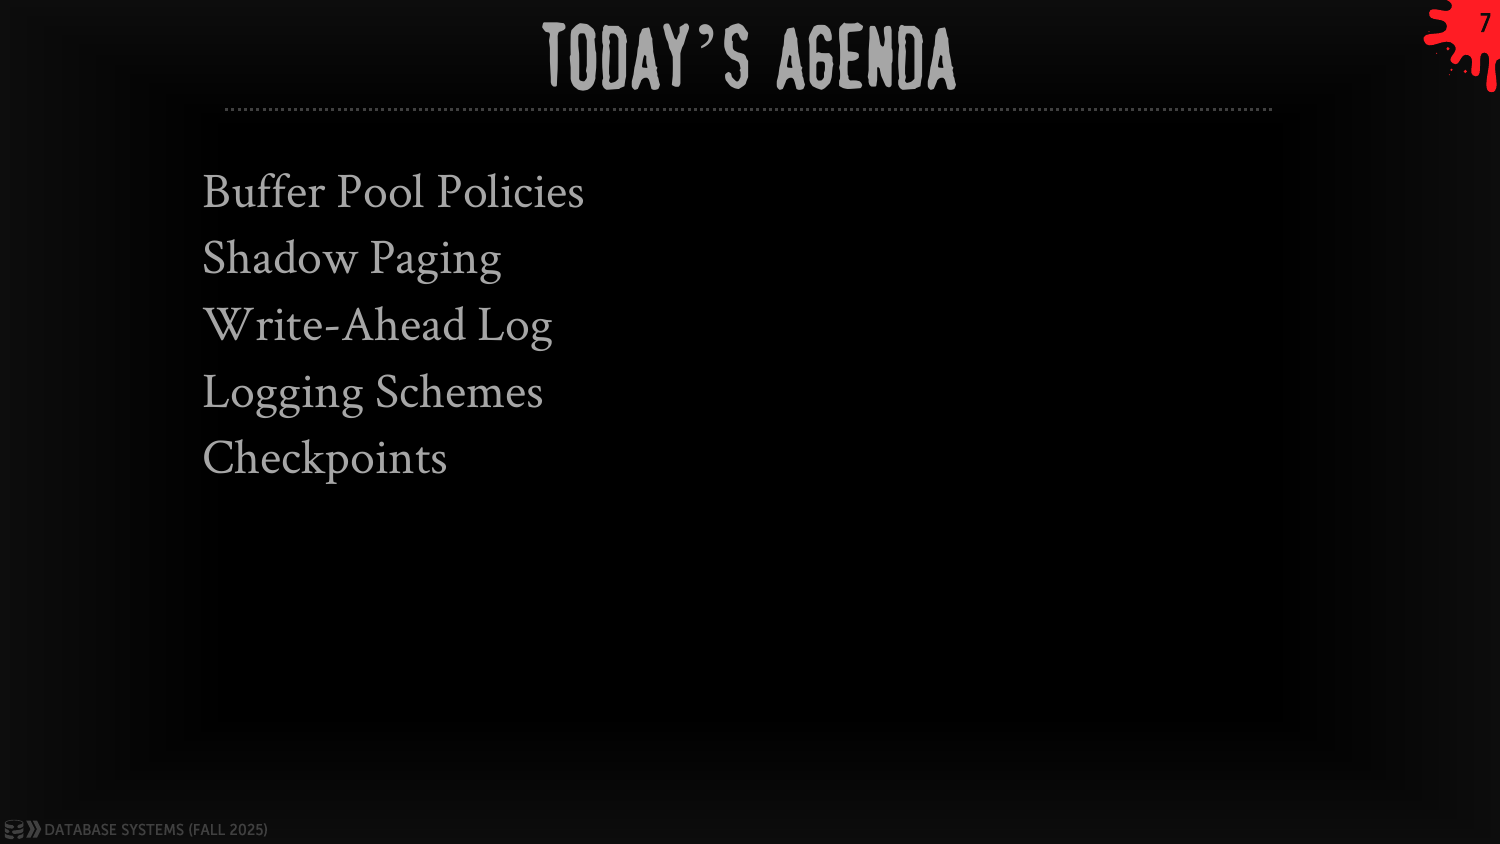 TODAY'S AGENDA
7
Buffer Pool Policies
Shadow Paging
Write-Ahead Log
Logging Schemes
Checkpoints
DATABASE SYSTEMS (FALL 2025)